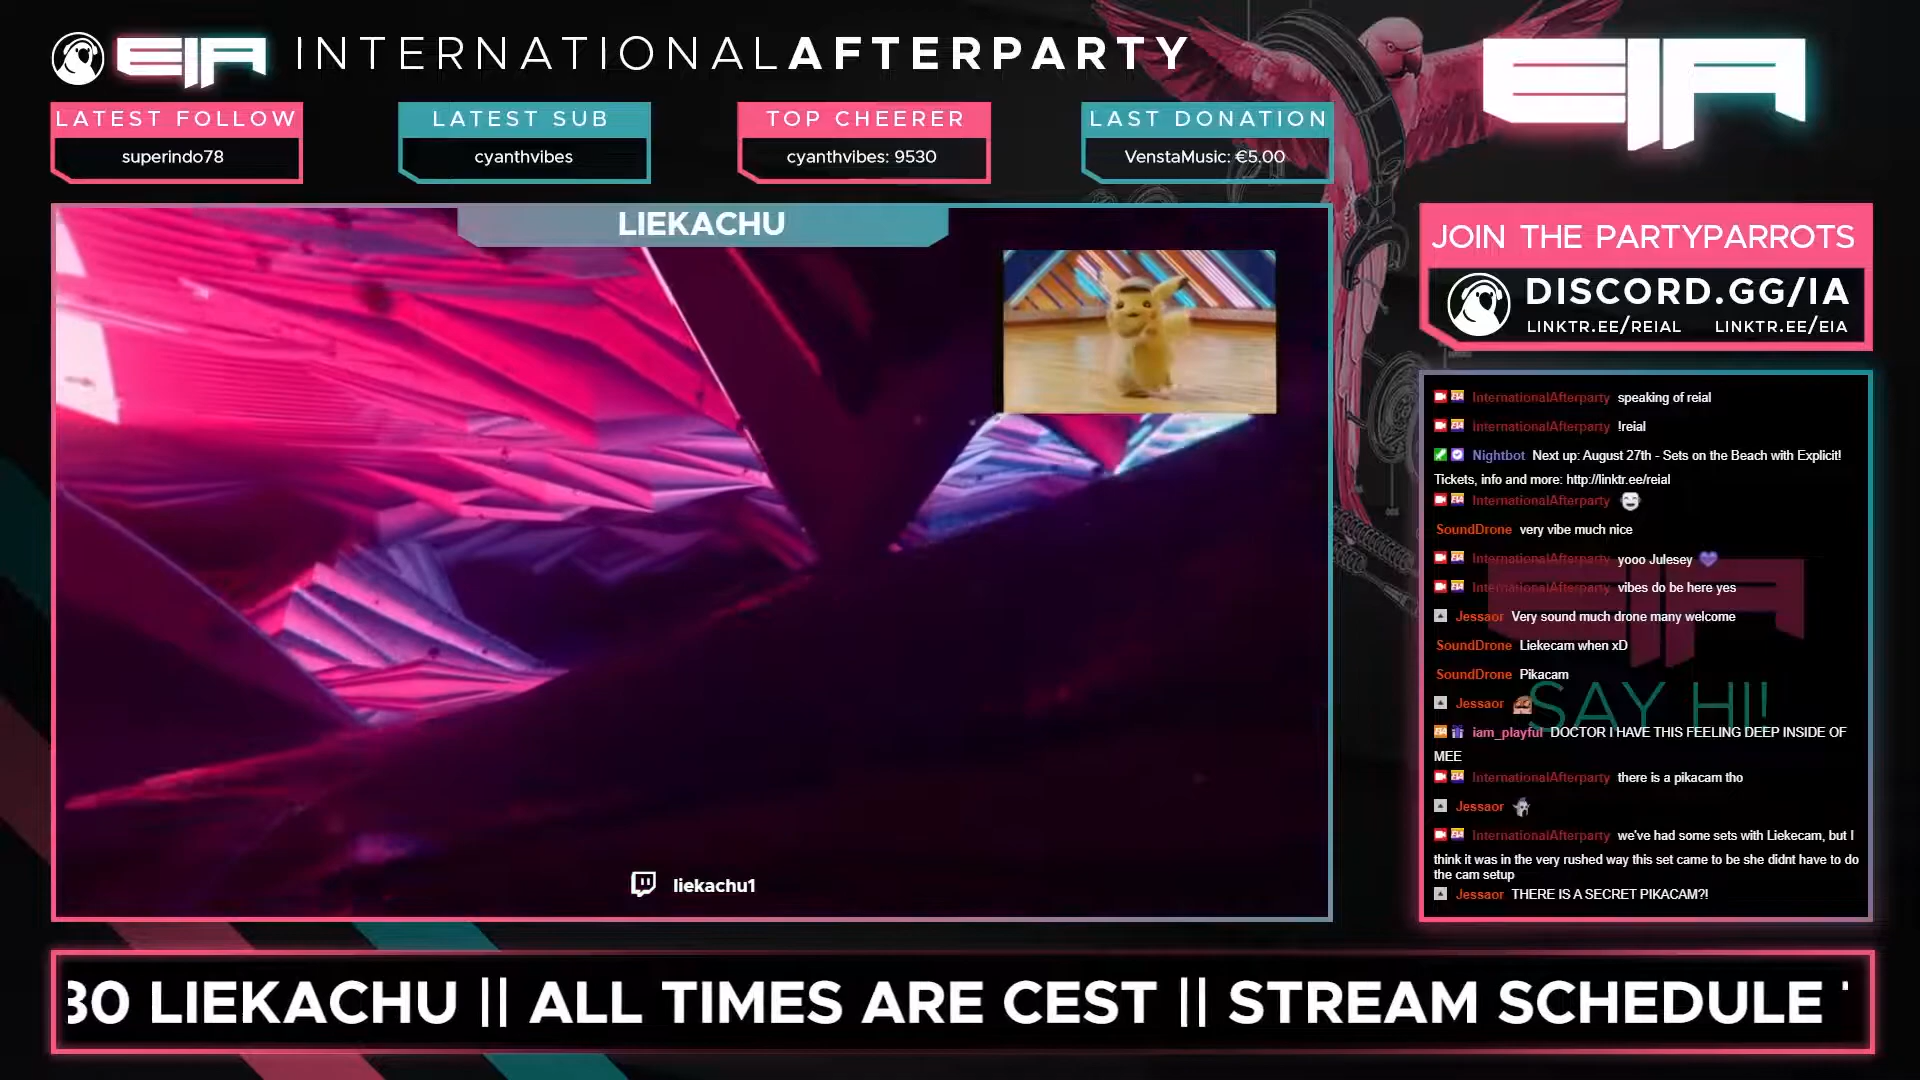 EIA INTERNATIONALAFTERPARTY
EIA
LATEST FOLLOW
superindo78
LATEST SUB
cyanthvibes
TOP CHEERER
cyanthvibes: 9530
LAST DONATION
VenstaMusic: €5.00
LIEKACHU
liekachu1
JOIN THE PARTYPARROTS
DISCORD.GG/IA
LINKTR.EE/REIAL LINKTR.EE/EIA
InternationalAfterparty speaking of reial
InternationalAfterparty !reial
Nightbot Next up: August 27th - Sets on the Beach with Explicit!
Tickets, info and more: http://linktr.ee/reial
InternationalAfterparty
SoundDrone very vibe much nice
InternationalAfterparty yooo Julesey
InternationalAfterparty vibes do be here yes
Jessaor Very sound much drone many welcome
SoundDrone Liekecam when xD
SoundDrone Pikacam
Jessaor
EIA
SAY HI!
iam_playful DOCTOR I HAVE THIS FEELING DEEP INSIDE OF
MEE
InternationalAfterparty there is a pikacam tho
Jessaor
InternationalAfterparty we've had some sets with Liekecam, but I
think it was in the very rushed way this set came to be she didnt have to do
the cam setup
Jessaor THERE IS A SECRET PIKACAM?!
30 LIEKACHU || ALL TIMES ARE CEST || STREAM SCHEDULE